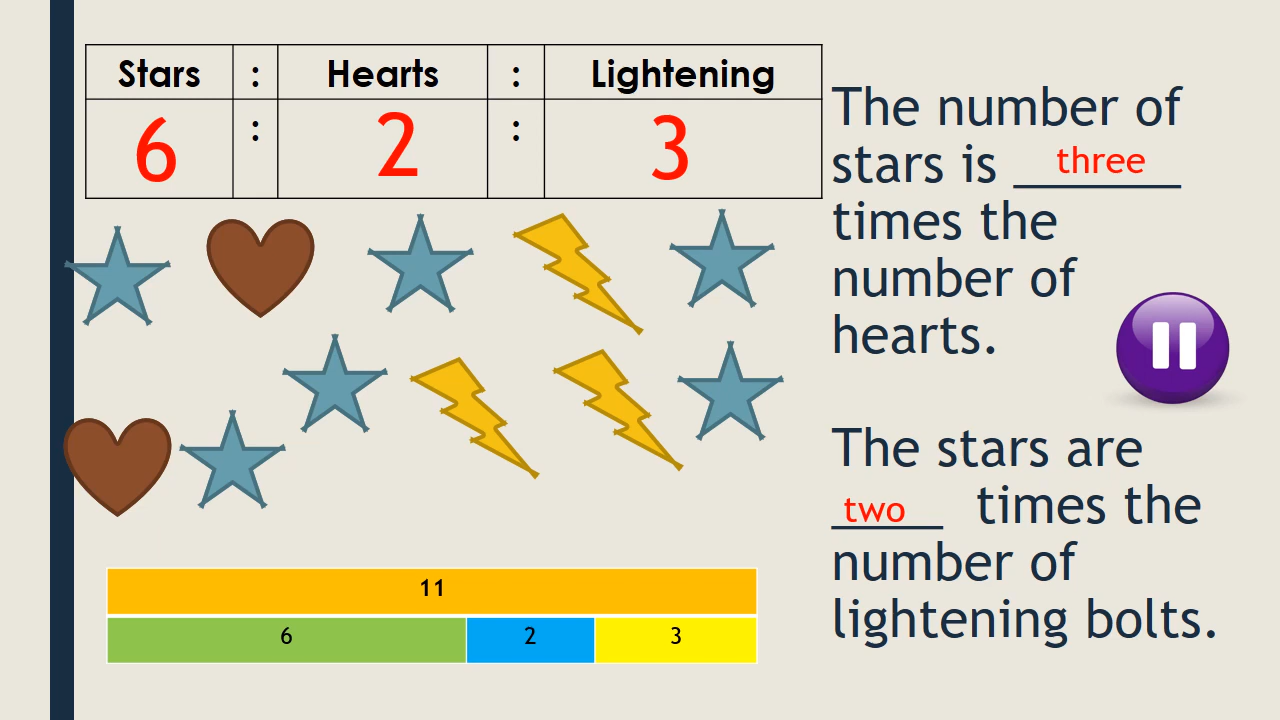 Stars : Hearts : Lightening
6 : 2 : 3
The number of
stars is three
times the
number of
hearts.
The stars are
two times the
number of
lightening bolts.
11
6 2 3